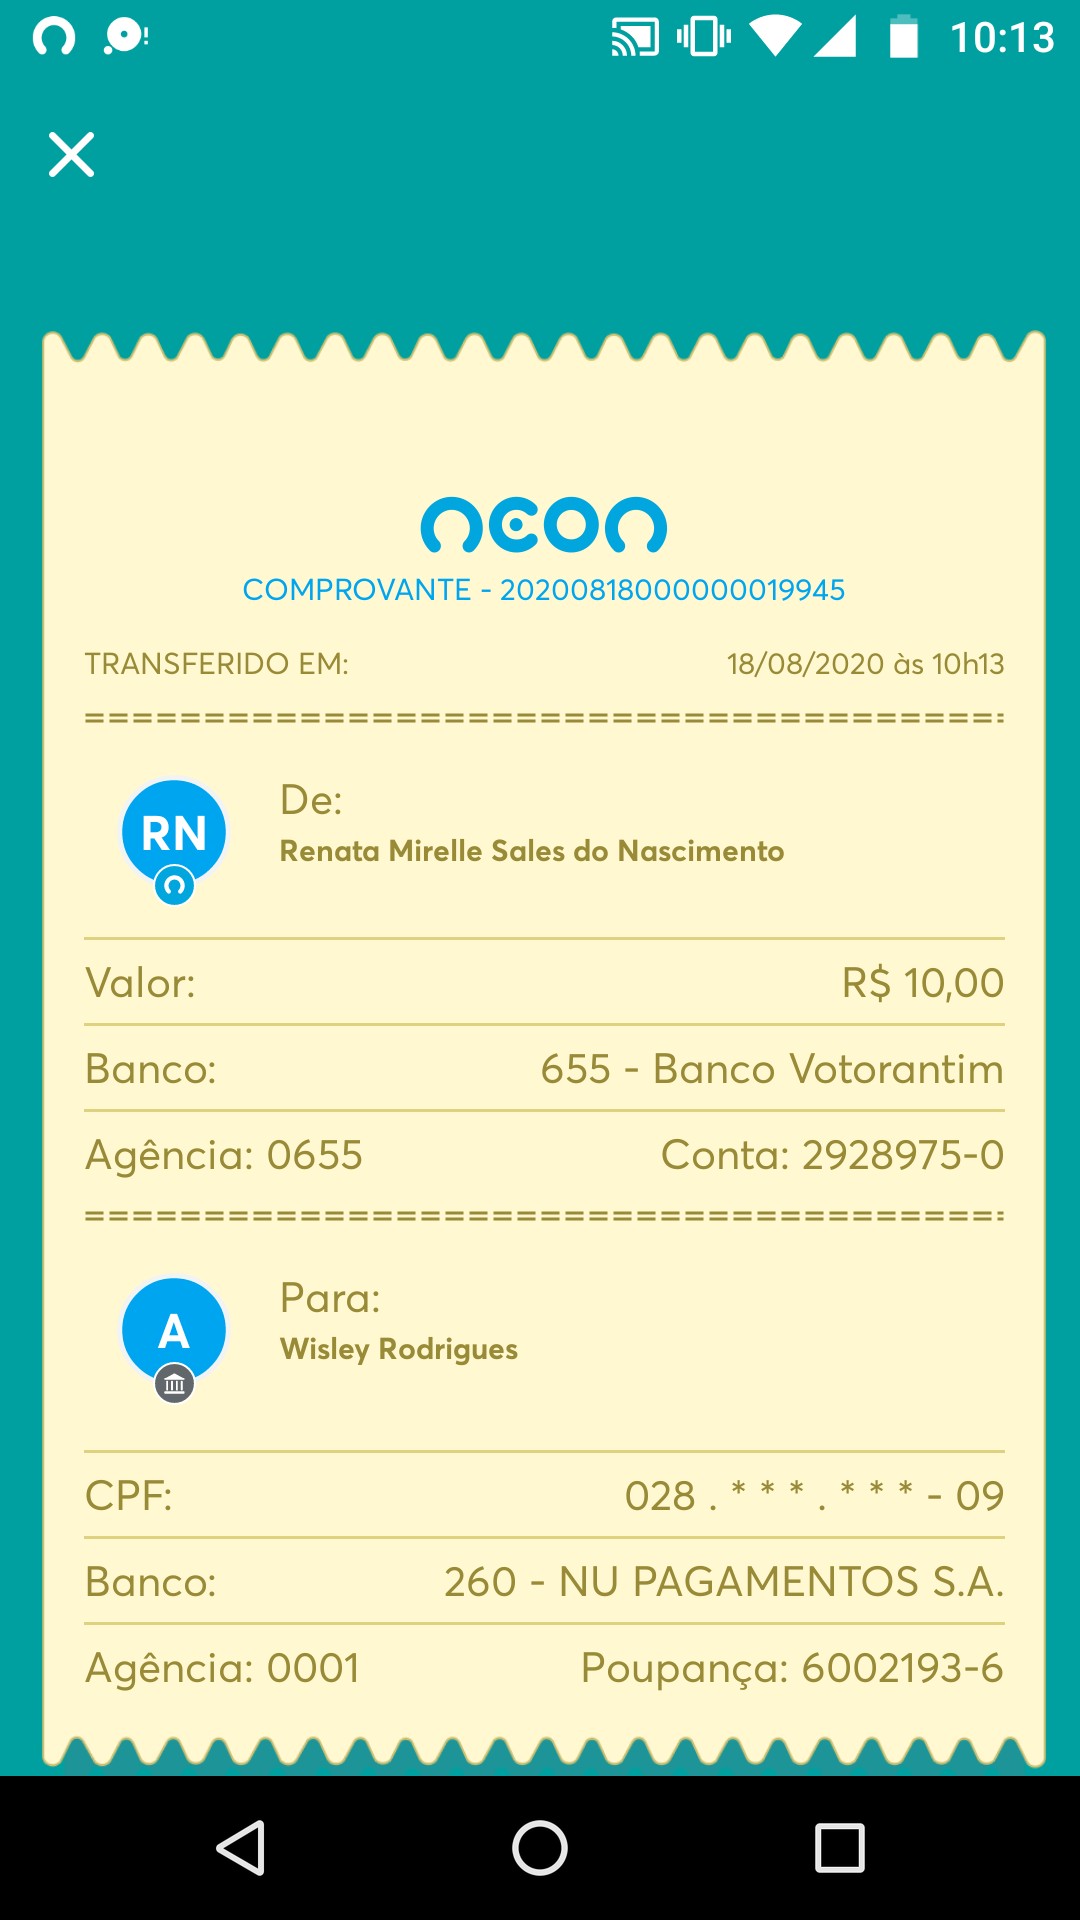 10:13
neon
COMPROVANTE - 20200818000000019945
TRANSFERIDO EM: 18/08/2020 às 10h13
RN
De:
Renata Mirelle Sales do Nascimento
Valor: R$ 10,00
Banco: 655 - Banco Votorantim
Agência: 0655 Conta: 2928975-0
A
Para:
Wisley Rodrigues
CPF: 028 . * * * . * * * - 09
Banco: 260 - NU PAGAMENTOS S.A.
Agência: 0001 Poupança: 6002193-6